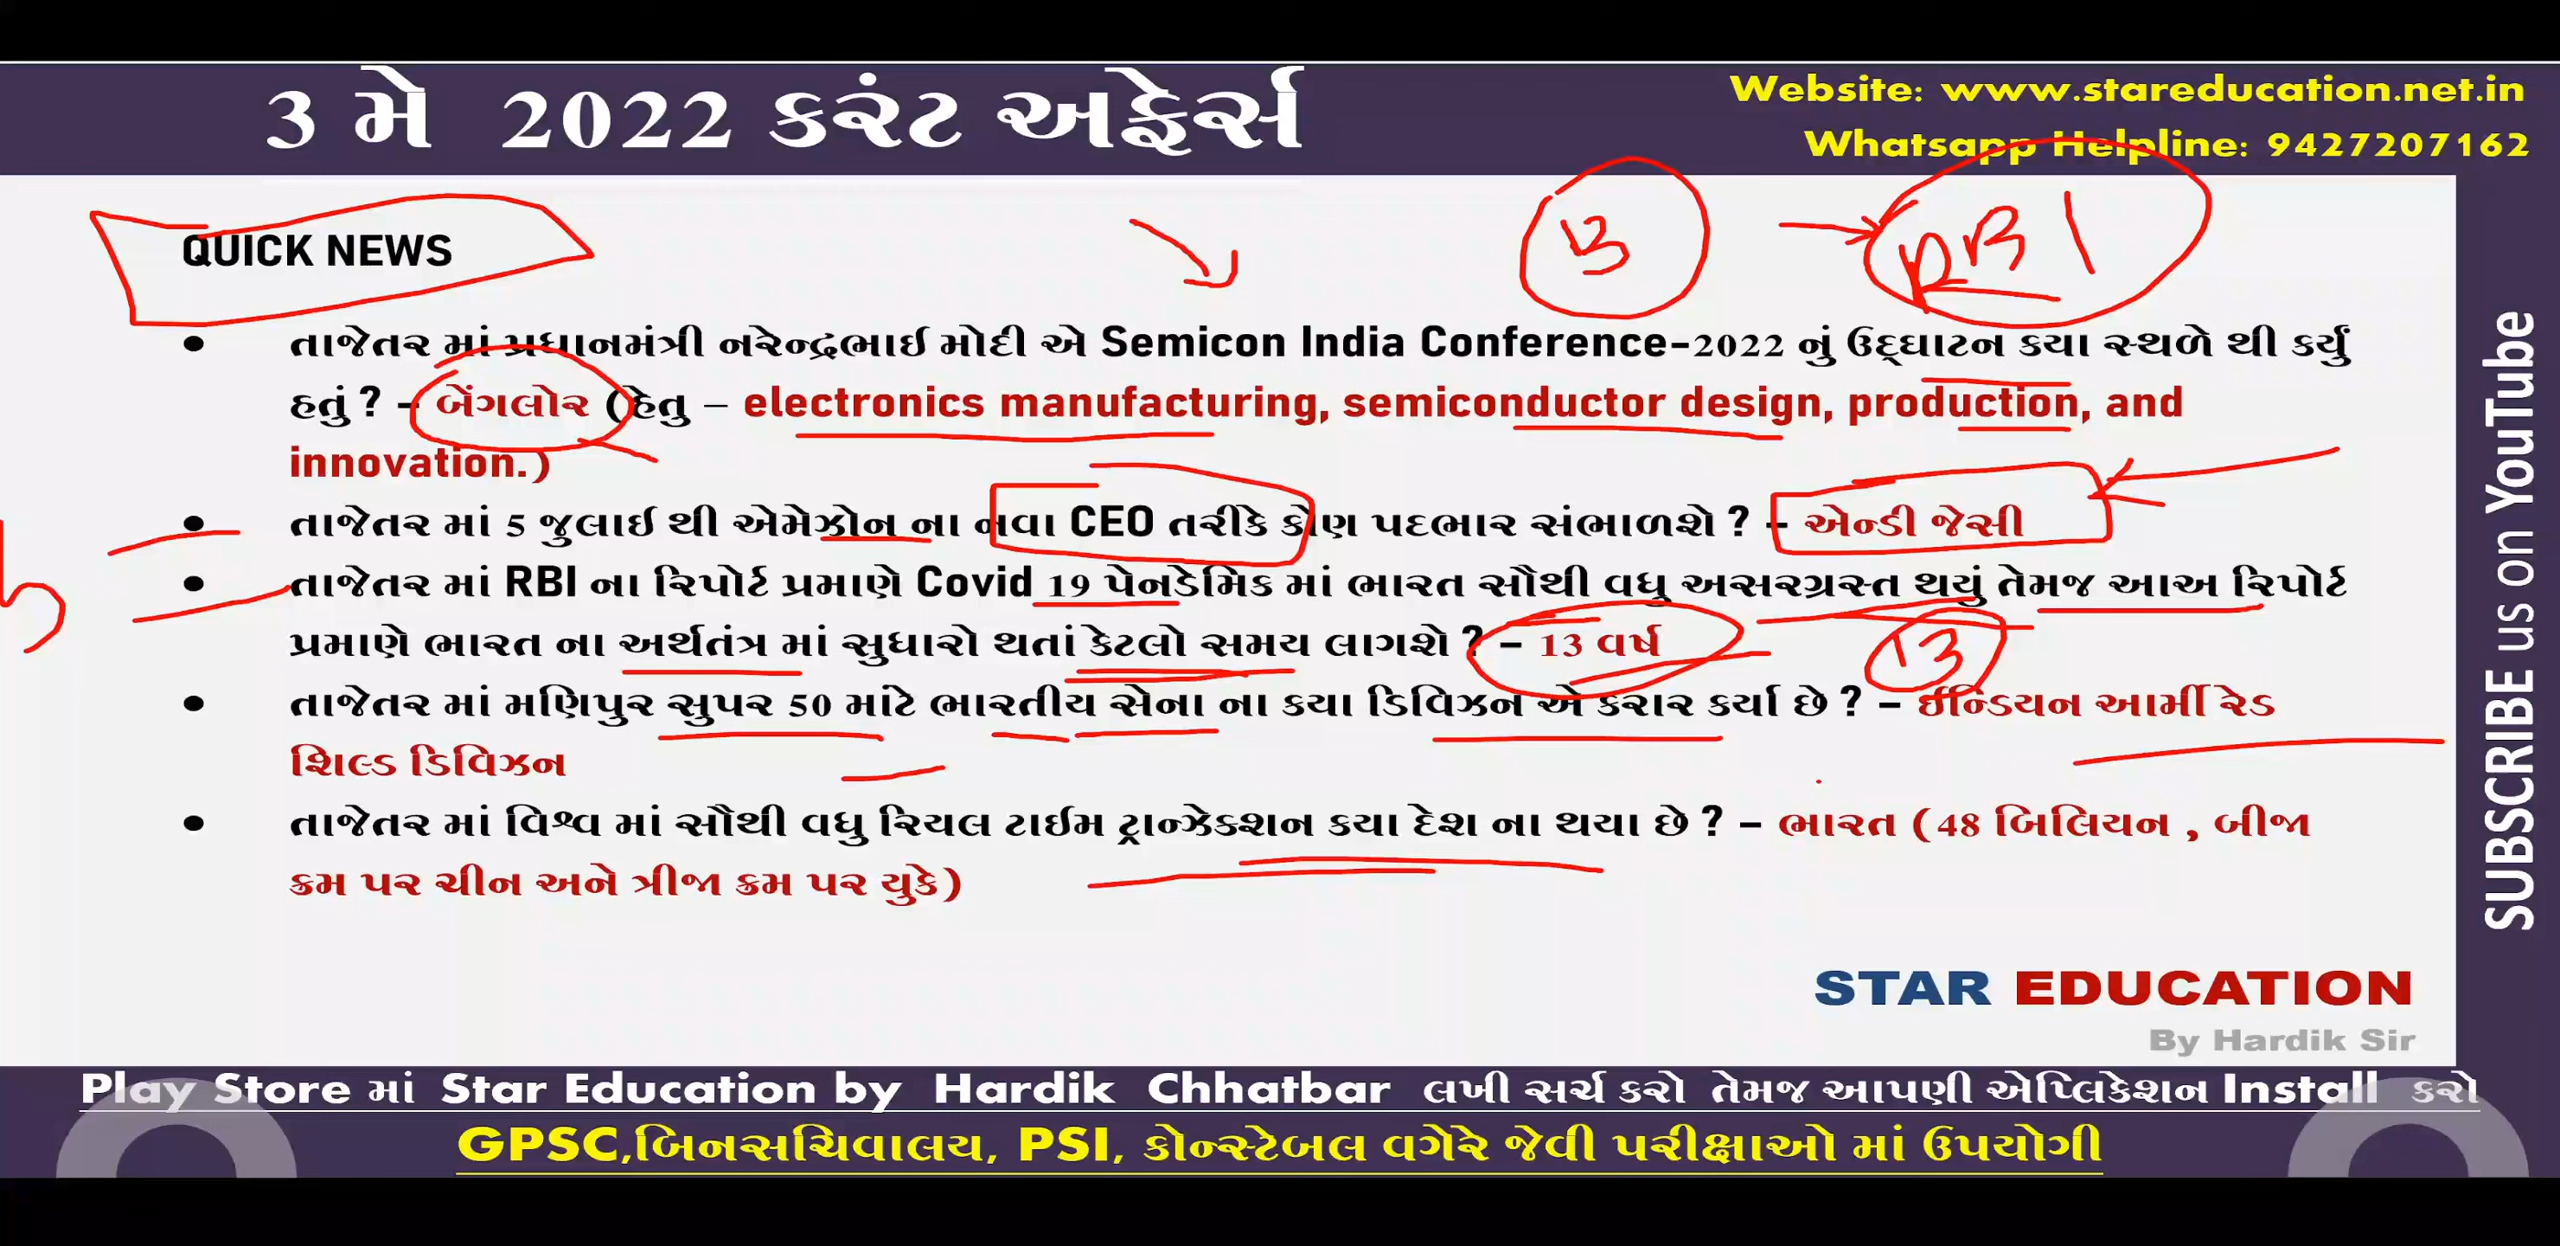 3 મે 2022 કરંટ અફેર્સ
Website: www.stareducation.net.in
Whatsapp Helpline: 9427207162
QUICK NEWS
B
RBI
• તાજેતર માં પ્રધાનમંત્રી નરેન્દ્રભાઈ મોદી એ Semicon India Conference-2022 નું ઉદ્ઘાટન કયા સ્થળે થી કર્યું
હતું ? – બેંગલોર (હેતુ – electronics manufacturing, semiconductor design, production, and
innovation.)
• તાજેતર માં 5 જુલાઈ થી એમેઝોન ના નવા CEO તરીકે કોણ પદભાર સંભાળશે ? – એન્ડી જેસી
• તાજેતર માં RBI ના રિપોર્ટ પ્રમાણે Covid 19 પેનડેમિક માં ભારત સૌથી વધુ અસરગ્રસ્ત થયું તેમજ આઅ રિપોર્ટ
પ્રમાણે ભારત ના અર્થતંત્ર માં સુધારો થતાં કેટલો સમય લાગશે ? – 13 વર્ષ
13
• તાજેતર માં મણિપુર સુપર 50 માટે ભારતીય સેના ના કયા ડિવિઝન એ કરાર કર્યા છે ? – ઈન્ડિયન આર્મી રેડ
શિલ્ડ ડિવિઝન
• તાજેતર માં વિશ્વ માં સૌથી વધુ રિયલ ટાઈમ ટ્રાન્ઝેક્શન કયા દેશ ના થયા છે ? – ભારત (48 બિલિયન , બીજા
ક્રમ પર ચીન અને ત્રીજા ક્રમ પર યુકે)
SUBSCRIBE us on YouTube
STAR EDUCATION
By Hardik Sir
Play Store માં Star Education by Hardik Chhatbar લખી સર્ચ કરો તેમજ આપણી એપ્લિકેશન Install કરો
GPSC,બિનસચિવાલય, PSI, કોન્સ્ટેબલ વગેરે જેવી પરીક્ષાઓ માં ઉપયોગી